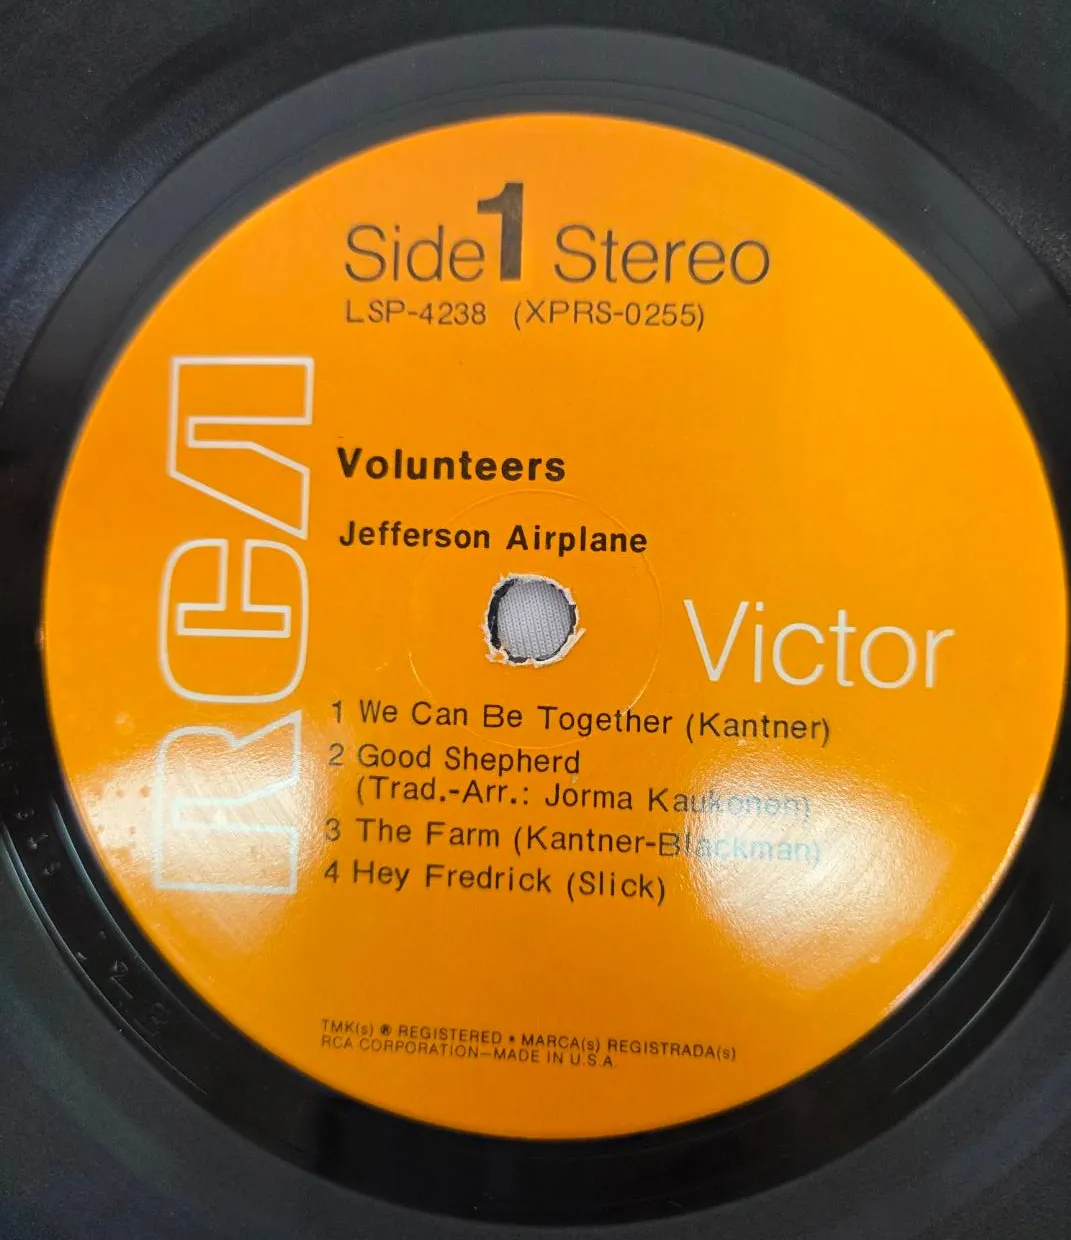 Side 1 Stereo
LSP-4238 (XPRS-0255)
RCA
Volunteers
Jefferson Airplane
Victor
1 We Can Be Together (Kantner)
2 Good Shepherd
(Trad.-Arr.: Jorma Kaukonen)
3 The Farm (Kantner-Blackman)
4 Hey Fredrick (Slick)
TMK(s) ® REGISTERED • MARCA(s) REGISTRADA(s)
RCA CORPORATION—MADE IN U.S.A.